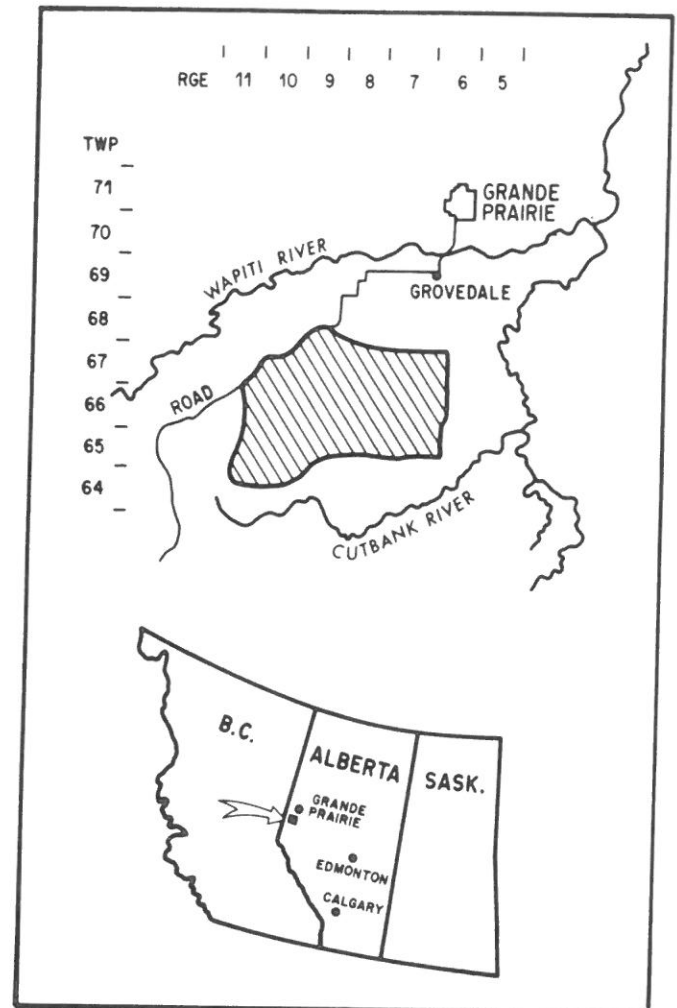 RGE 11 10 9 8 7 6 5
TWP
71
70
69
68
67
66
65
64
GRANDE
PRAIRIE
WAPITI RIVER
GROVEDALE
ROAD
CUTBANK RIVER
B.C.
ALBERTA
SASK.
GRANDE
PRAIRIE
EDMONTON
CALGARY